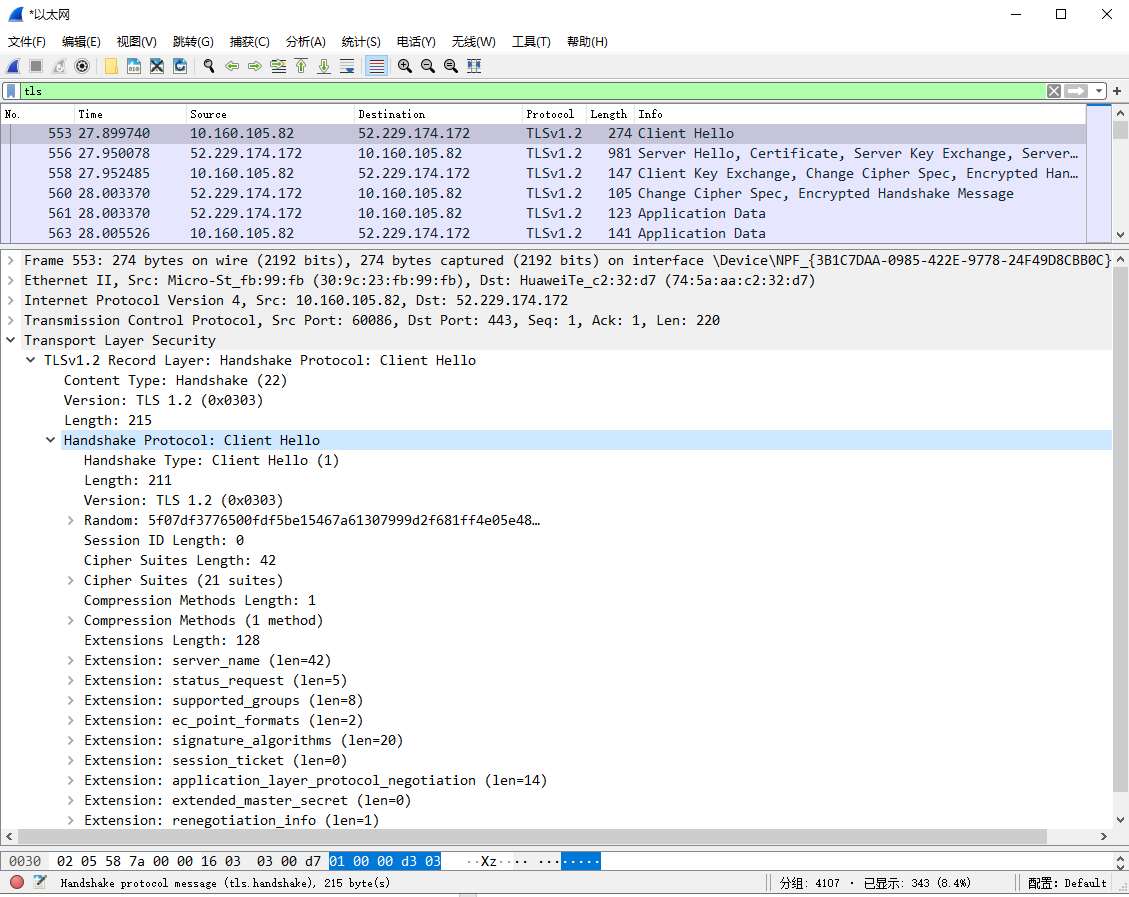 *以太网
文件(F) 编辑(E) 视图(V) 跳转(G) 捕获(C) 分析(A) 统计(S) 电话(Y) 无线(W) 工具(T) 帮助(H)
tls
No. Time Source Destination Protocol Length Info
553 27.899740 10.160.105.82 52.229.174.172 TLSv1.2 274 Client Hello
556 27.950078 52.229.174.172 10.160.105.82 TLSv1.2 981 Server Hello, Certificate, Server Key Exchange, Server…
558 27.952485 10.160.105.82 52.229.174.172 TLSv1.2 147 Client Key Exchange, Change Cipher Spec, Encrypted Han…
560 28.003370 52.229.174.172 10.160.105.82 TLSv1.2 105 Change Cipher Spec, Encrypted Handshake Message
561 28.003370 52.229.174.172 10.160.105.82 TLSv1.2 123 Application Data
563 28.005526 10.160.105.82 52.229.174.172 TLSv1.2 141 Application Data
Frame 553: 274 bytes on wire (2192 bits), 274 bytes captured (2192 bits) on interface \Device\NPF_{3B1C7DAA-0985-422E-9778-24F49D8CBB0C}
Ethernet II, Src: Micro-St_fb:99:fb (30:9c:23:fb:99:fb), Dst: HuaweiTe_c2:32:d7 (74:5a:aa:c2:32:d7)
Internet Protocol Version 4, Src: 10.160.105.82, Dst: 52.229.174.172
Transmission Control Protocol, Src Port: 60086, Dst Port: 443, Seq: 1, Ack: 1, Len: 220
Transport Layer Security
TLSv1.2 Record Layer: Handshake Protocol: Client Hello
Content Type: Handshake (22)
Version: TLS 1.2 (0x0303)
Length: 215
Handshake Protocol: Client Hello
Handshake Type: Client Hello (1)
Length: 211
Version: TLS 1.2 (0x0303)
Random: 5f07df3776500fdf5be15467a61307999d2f681ff4e05e48…
Session ID Length: 0
Cipher Suites Length: 42
Cipher Suites (21 suites)
Compression Methods Length: 1
Compression Methods (1 method)
Extensions Length: 128
Extension: server_name (len=42)
Extension: status_request (len=5)
Extension: supported_groups (len=8)
Extension: ec_point_formats (len=2)
Extension: signature_algorithms (len=20)
Extension: session_ticket (len=0)
Extension: application_layer_protocol_negotiation (len=14)
Extension: extended_master_secret (len=0)
Extension: renegotiation_info (len=1)
0030 02 05 58 7a 00 00 16 03 03 00 d7 01 00 00 d3 03 ··Xz···· ········
Handshake protocol message (tls.handshake), 215 byte(s) 分组: 4107 · 已显示: 343 (8.4%) 配置: Default